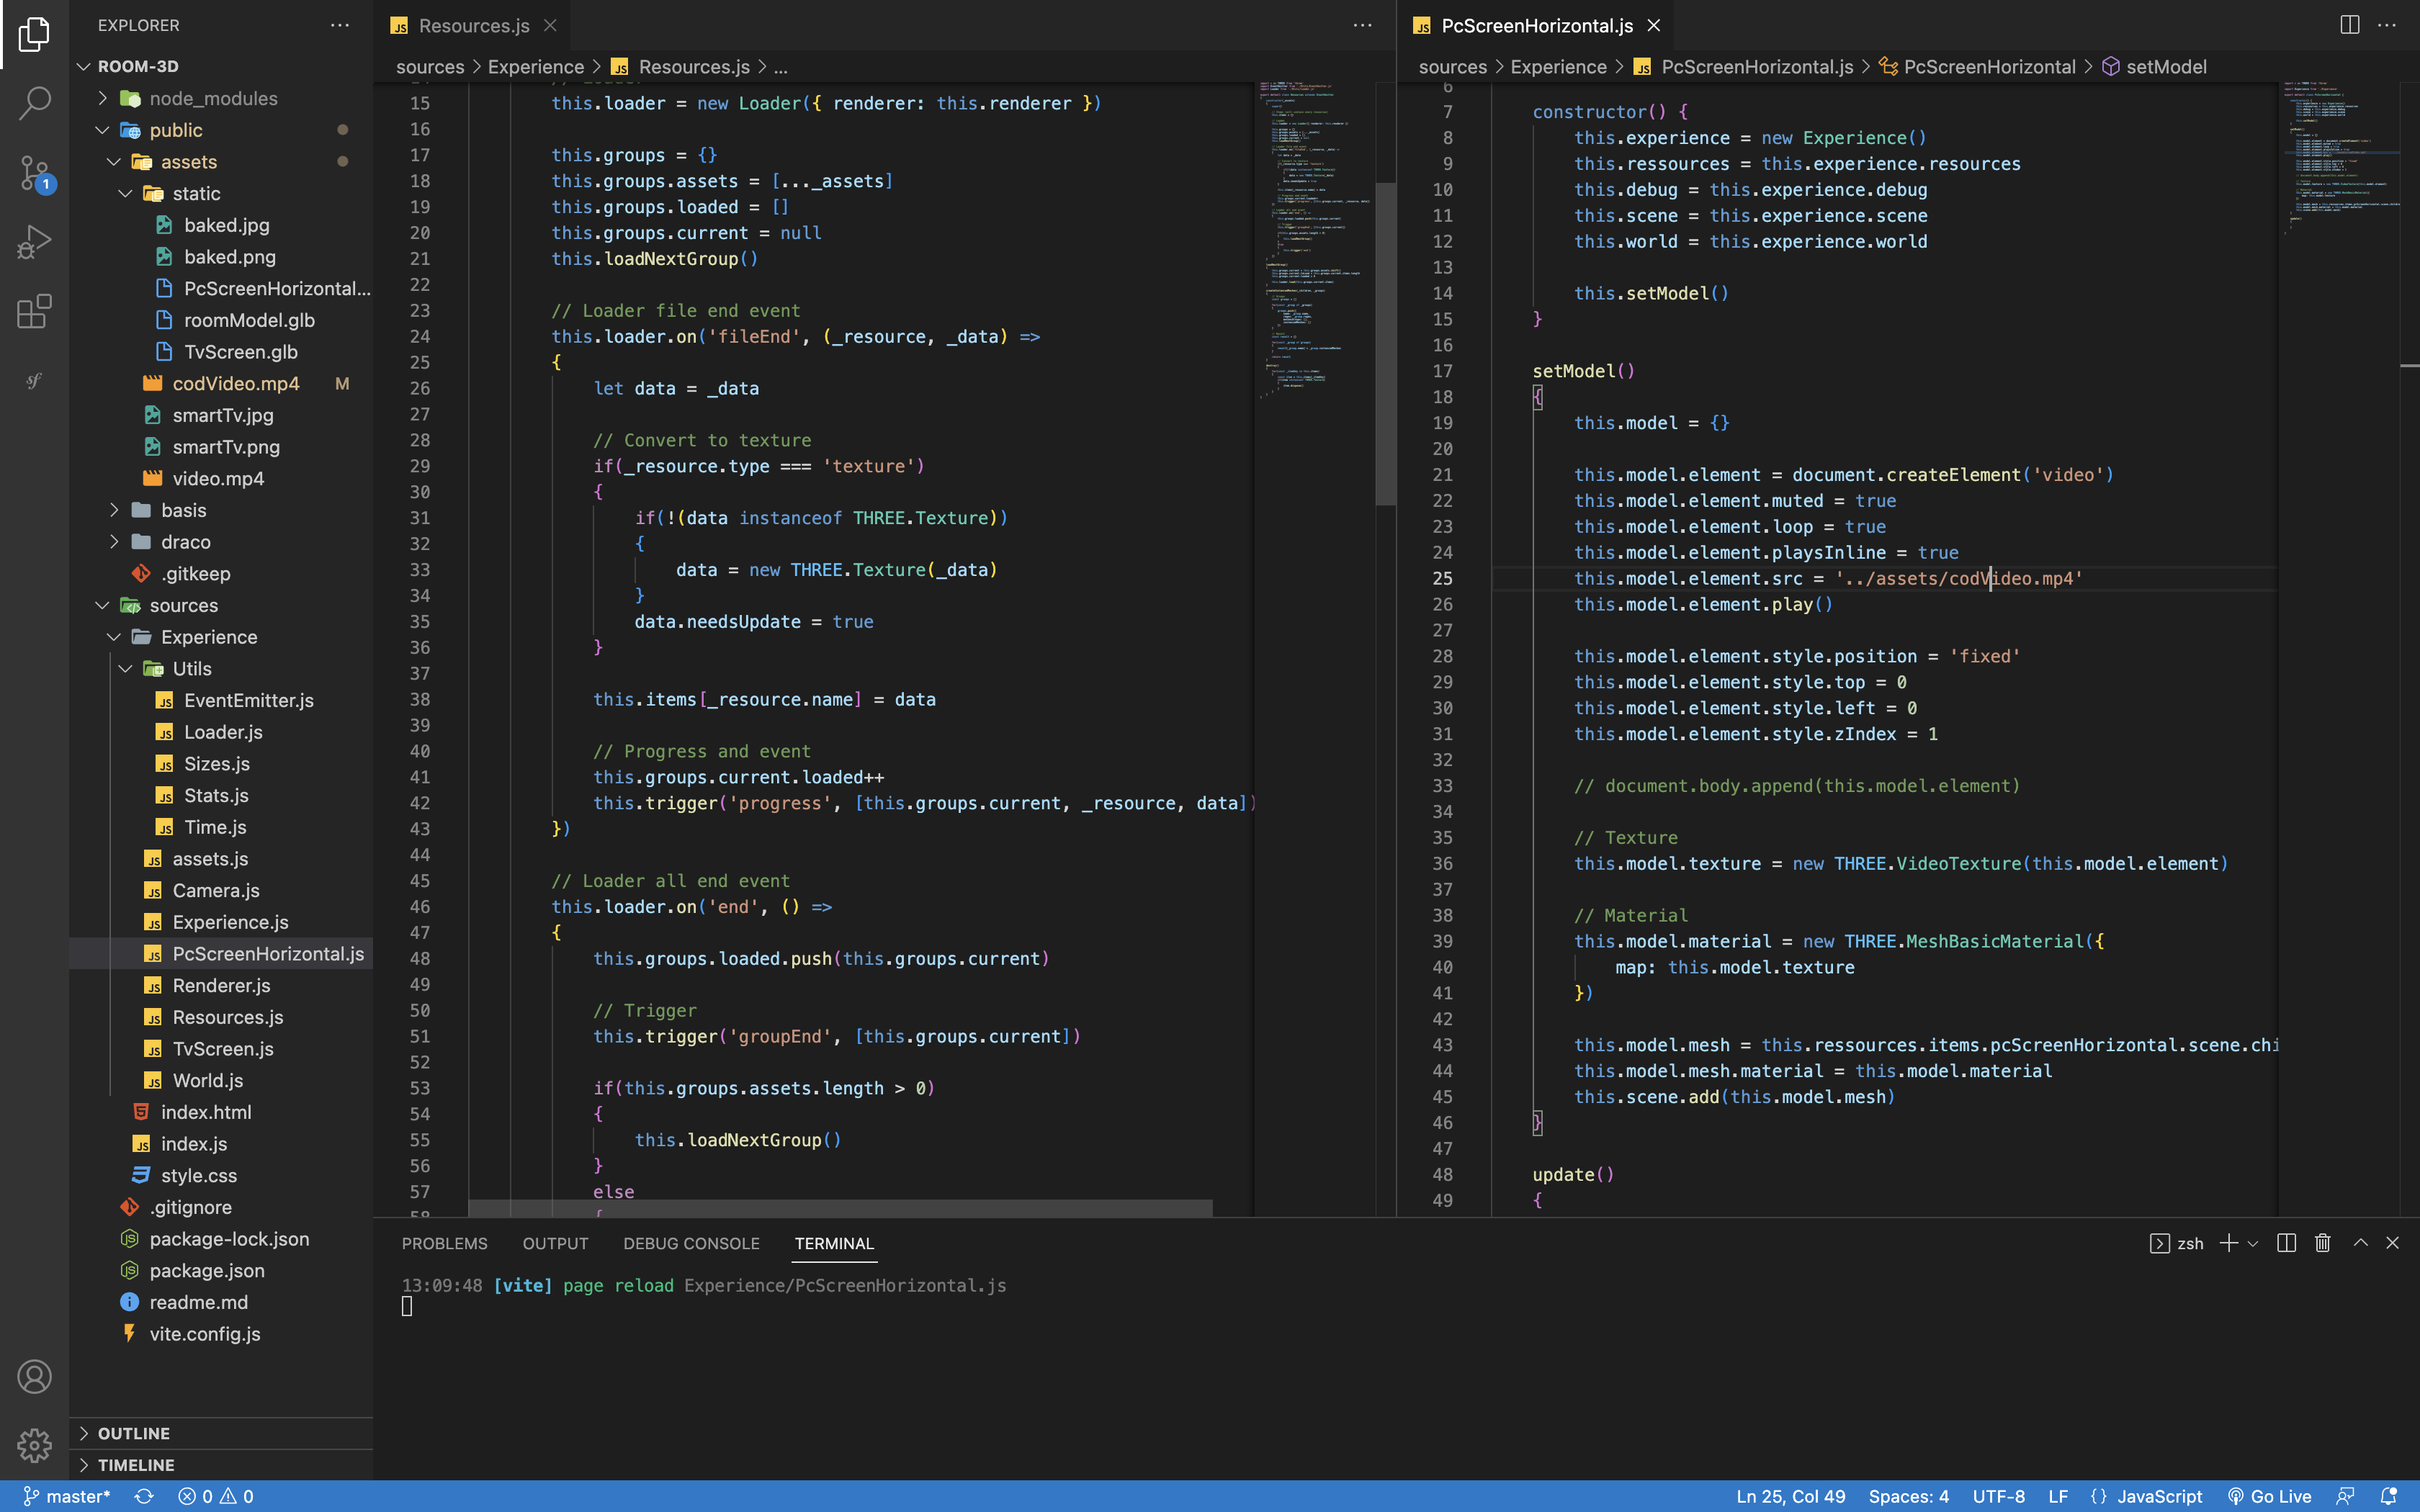 EXPLORER
ROOM-3D
node_modules
public
assets
static
baked.jpg
baked.png
PcScreenHorizontal...
roomModel.glb
TvScreen.glb
codVideo.mp4 M
smartTv.jpg
smartTv.png
video.mp4
basis
draco
.gitkeep
sources
Experience
Utils
EventEmitter.js
Loader.js
Sizes.js
Stats.js
Time.js
assets.js
Camera.js
Experience.js
PcScreenHorizontal.js
Renderer.js
Resources.js
TvScreen.js
World.js
index.html
index.js
style.css
.gitignore
package-lock.json
package.json
readme.md
vite.config.js
OUTLINE
TIMELINE
1
Resources.js
sources > Experience > Resources.js > ...
15 this.loader = new Loader({ renderer: this.renderer })
16
17 this.groups = {}
18 this.groups.assets = [..._assets]
19 this.groups.loaded = []
20 this.groups.current = null
21 this.loadNextGroup()
22
23 // Loader file end event
24 this.loader.on('fileEnd', (_resource, _data) =>
25 {
26 let data = _data
27
28 // Convert to texture
29 if(_resource.type === 'texture')
30 {
31 if(!(data instanceof THREE.Texture))
32 {
33 data = new THREE.Texture(_data)
34 }
35 data.needsUpdate = true
36 }
37
38 this.items[_resource.name] = data
39
40 // Progress and event
41 this.groups.current.loaded++
42 this.trigger('progress', [this.groups.current, _resource, data])
43 })
44
45 // Loader all end event
46 this.loader.on('end', () =>
47 {
48 this.groups.loaded.push(this.groups.current)
49
50 // Trigger
51 this.trigger('groupEnd', [this.groups.current])
52
53 if(this.groups.assets.length > 0)
54 {
55 this.loadNextGroup()
56 }
57 else
58 {
PcScreenHorizontal.js
sources > Experience > PcScreenHorizontal.js > PcScreenHorizontal > setModel
6
7 constructor() {
8 this.experience = new Experience()
9 this.ressources = this.experience.resources
10 this.debug = this.experience.debug
11 this.scene = this.experience.scene
12 this.world = this.experience.world
13
14 this.setModel()
15 }
16
17 setModel()
18 {
19 this.model = {}
20
21 this.model.element = document.createElement('video')
22 this.model.element.muted = true
23 this.model.element.loop = true
24 this.model.element.playsInline = true
25 this.model.element.src = '../assets/codVideo.mp4'
26 this.model.element.play()
27
28 this.model.element.style.position = 'fixed'
29 this.model.element.style.top = 0
30 this.model.element.style.left = 0
31 this.model.element.style.zIndex = 1
32
33 // document.body.append(this.model.element)
34
35 // Texture
36 this.model.texture = new THREE.VideoTexture(this.model.element)
37
38 // Material
39 this.model.material = new THREE.MeshBasicMaterial({
40 map: this.model.texture
41 })
42
43 this.model.mesh = this.ressources.items.pcScreenHorizontal.scene.chi
44 this.model.mesh.material = this.model.material
45 this.scene.add(this.model.mesh)
46 }
47
48 update()
49 {
PROBLEMS OUTPUT DEBUG CONSOLE TERMINAL
zsh
13:09:48 [vite] page reload Experience/PcScreenHorizontal.js
master* 0 0 Ln 25, Col 49 Spaces: 4 UTF-8 LF {} JavaScript Go Live